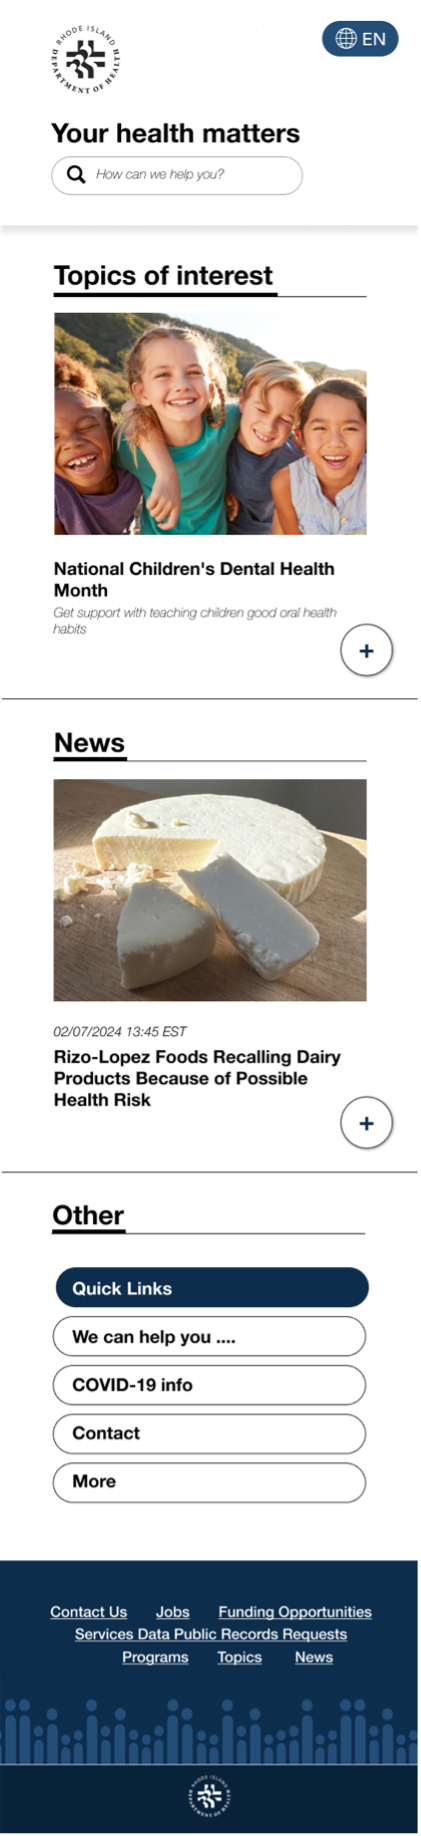 RHODE ISLAND
DEPARTMENT OF HEALTH
EN
Your health matters
How can we help you?
Topics of interest
National Children's Dental Health
Month
Get support with teaching children good oral health
habits
+
News
02/07/2024 13:45 EST
Rizo-Lopez Foods Recalling Dairy
Products Because of Possible
Health Risk
+
Other
Quick Links
We can help you ....
COVID-19 info
Contact
More
Contact Us Jobs Funding Opportunities
Services Data Public Records Requests
Programs Topics News
RHODE ISLAND
DEPARTMENT OF HEALTH